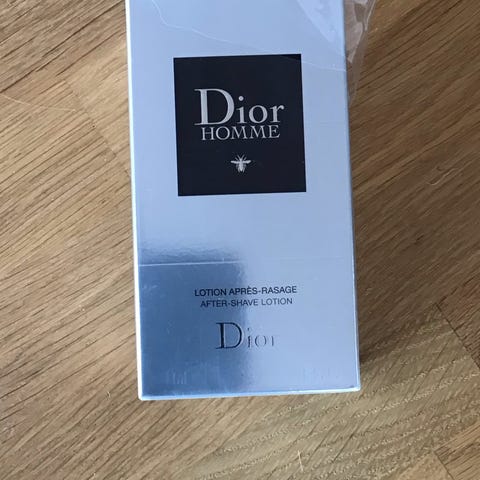 Dior
HOMME
LOTION APRÈS-RASAGE
AFTER-SHAVE LOTION
Dior